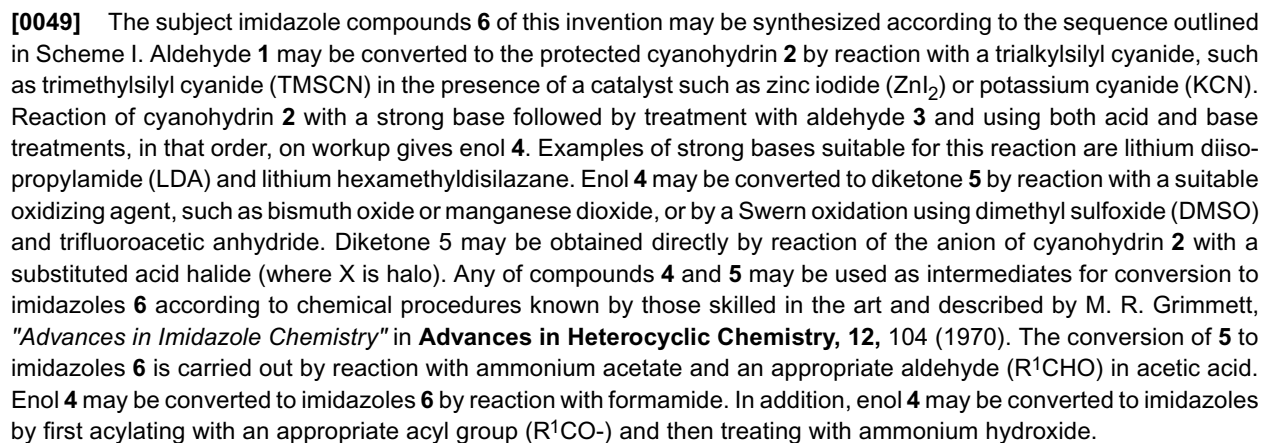 [0049] The subject imidazole compounds 6 of this invention may be synthesized according to the sequence outlined
in Scheme I. Aldehyde 1 may be converted to the protected cyanohydrin 2 by reaction with a trialkylsilyl cyanide, such
as trimethylsilyl cyanide (TMSCN) in the presence of a catalyst such as zinc iodide (ZnI₂) or potassium cyanide (KCN).
Reaction of cyanohydrin 2 with a strong base followed by treatment with aldehyde 3 and using both acid and base
treatments, in that order, on workup gives enol 4. Examples of strong bases suitable for this reaction are lithium diiso-
propylamide (LDA) and lithium hexamethyldisilazane. Enol 4 may be converted to diketone 5 by reaction with a suitable
oxidizing agent, such as bismuth oxide or manganese dioxide, or by a Swern oxidation using dimethyl sulfoxide (DMSO)
and trifluoroacetic anhydride. Diketone 5 may be obtained directly by reaction of the anion of cyanohydrin 2 with a
substituted acid halide (where X is halo). Any of compounds 4 and 5 may be used as intermediates for conversion to
imidazoles 6 according to chemical procedures known by those skilled in the art and described by M. R. Grimmett,
"Advances in Imidazole Chemistry" in Advances in Heterocyclic Chemistry, 12, 104 (1970). The conversion of 5 to
imidazoles 6 is carried out by reaction with ammonium acetate and an appropriate aldehyde (R¹CHO) in acetic acid.
Enol 4 may be converted to imidazoles 6 by reaction with formamide. In addition, enol 4 may be converted to imidazoles
by first acylating with an appropriate acyl group (R¹CO-) and then treating with ammonium hydroxide.